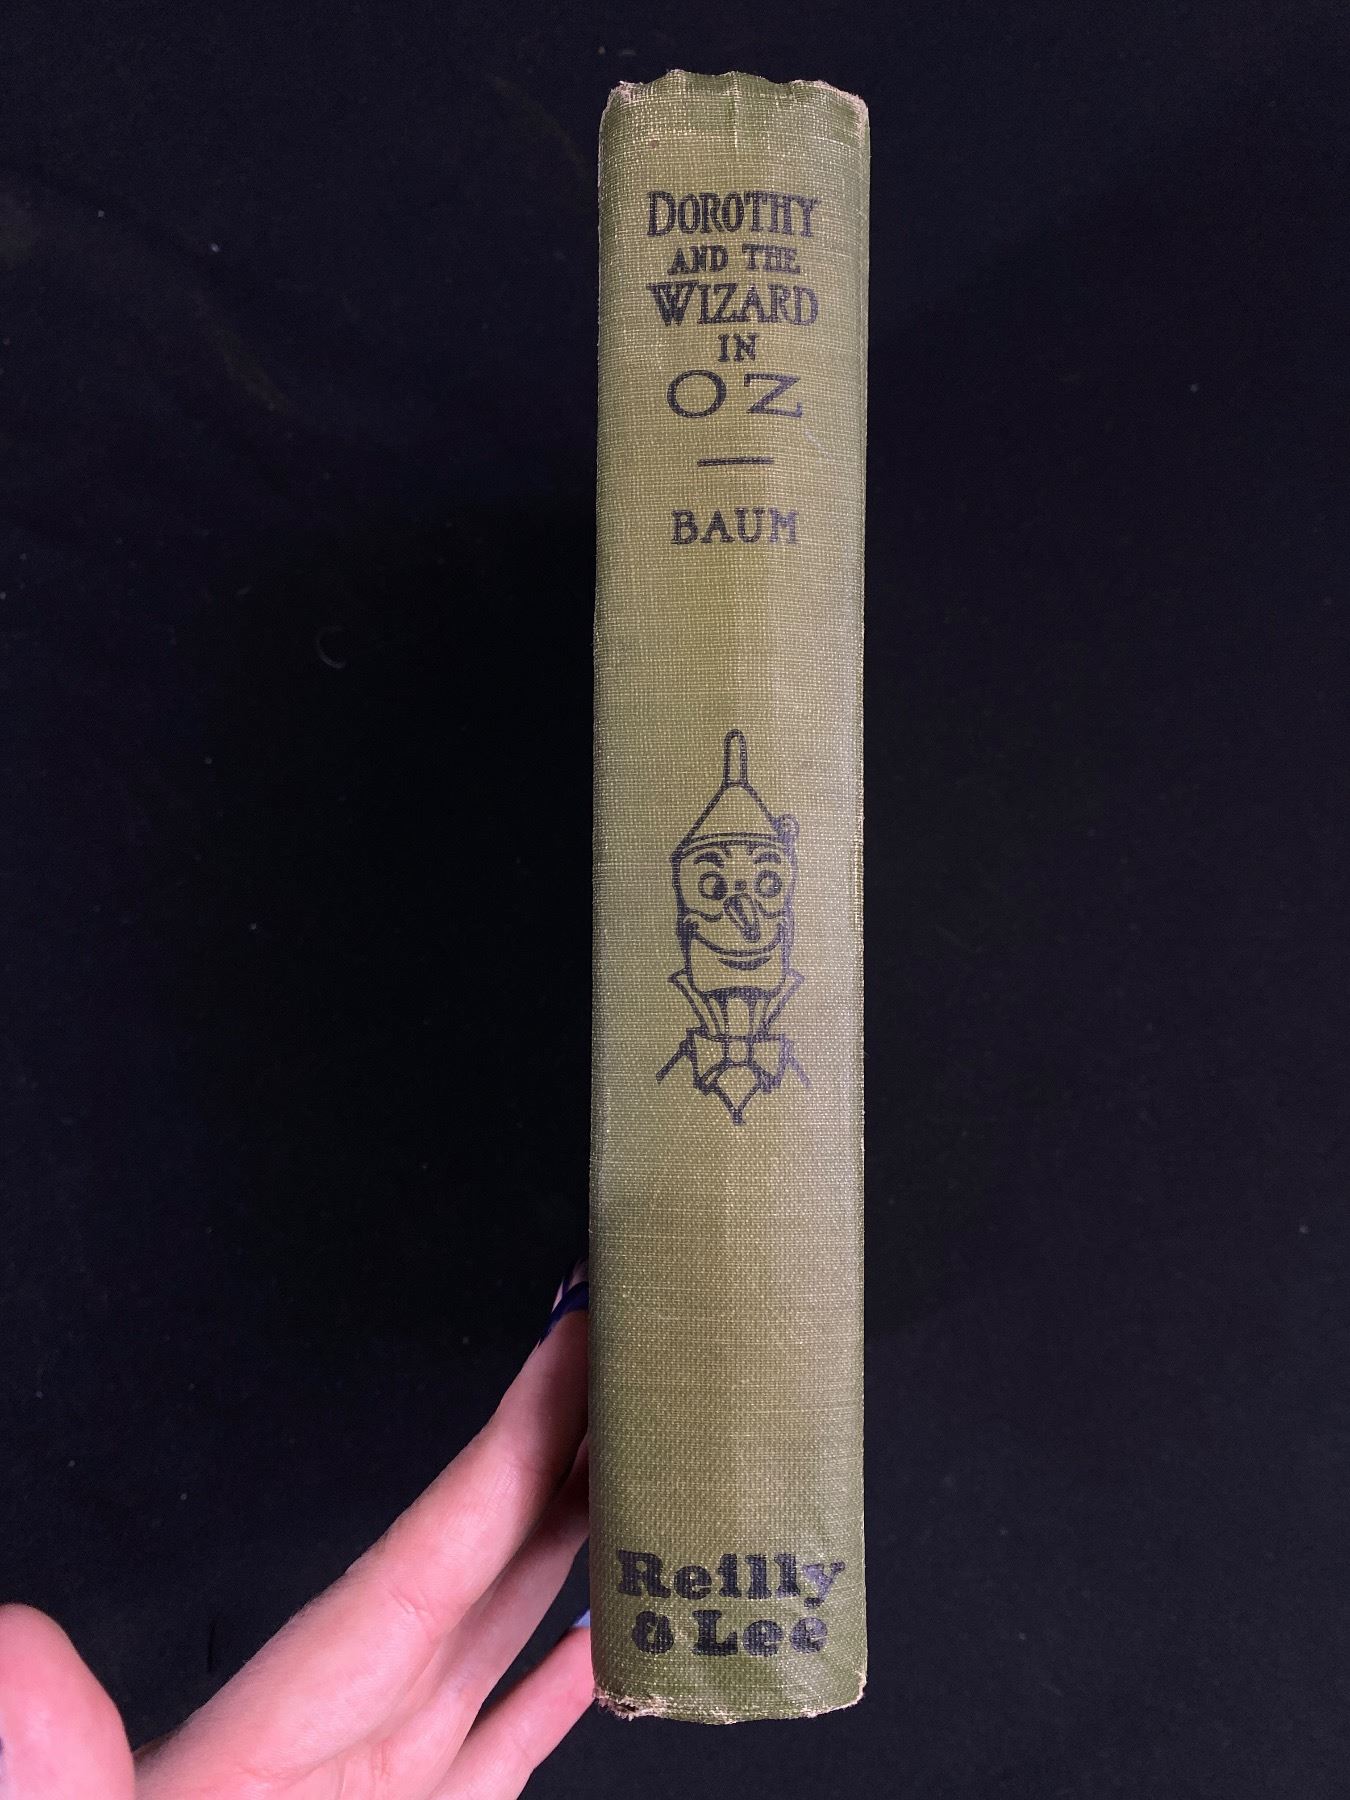 DOROTHY
AND THE
WIZARD
IN
OZ
BAUM
Reilly
& Lee